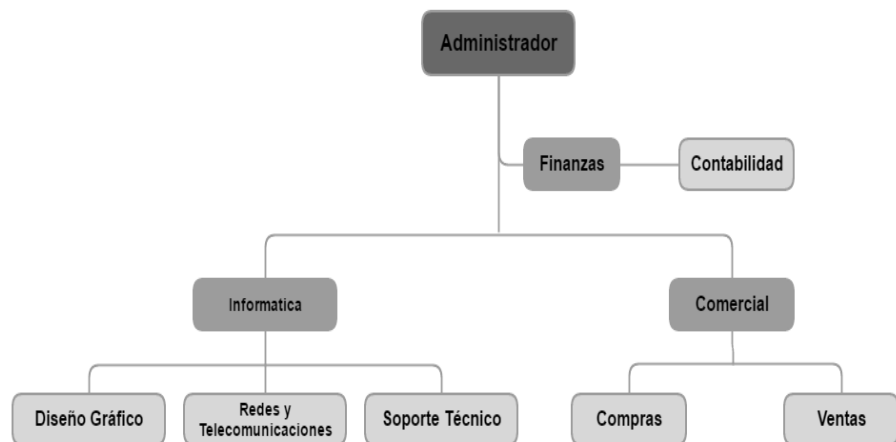 Administrador
Finanzas
Contabilidad
Informatica
Comercial
Diseño Gráfico
Redes y
Telecomunicaciones
Soporte Técnico
Compras
Ventas